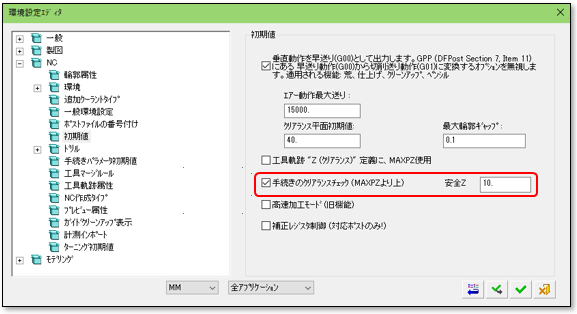 環境設定エディタ
一般
製図
NC
輪郭属性
環境
追加クーラントタイプ
一般環境設定
ポストファイルの番号付け
初期値
ドリル
手続きパラメータ初期値
工具マージルール
工具軌跡属性
NC作成タイプ
プレビュー属性
ガイドクリーンアップ表示
計測インポート
ターニング初期値
モデリング
初期値
垂直動作を早送り(G00)として出力します。GPP (DFPost Section 7, Item 11)
にある 早送り動作(G00)から切削送り動作(G01)に変換するオプションを無視しま
す。適用される機能: 荒、仕上げ、クリーンアップ、ペンシル
エアー動作最大送り:
15000.
クリアランス平面初期値:
最大輪郭ギャップ:
40.
0.1
工具軌跡 "Z (クリアランス)" 定義に、MAXPZ使用
手続きのクリアランスチェック (MAXPZより上)
安全Z
10.
高速加工モード(旧機能)
補正レジスタ制御 (対応ポストのみ!)
MM
全アプリケーション